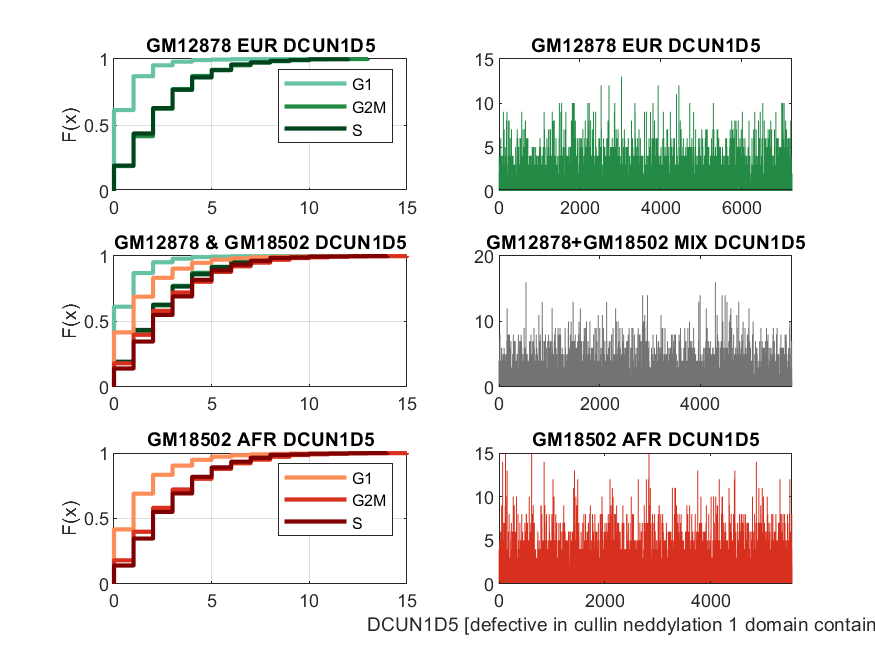 GM12878 EUR DCUN1D5
GM12878 EUR DCUN1D5
F(x)
1
0.5
0
0 5 10 15
G1
G2M
S
15
10
5
0
0 2000 4000 6000
GM12878 & GM18502 DCUN1D5
GM12878+GM18502 MIX DCUN1D5
F(x)
1
0.5
0
0 5 10 15
20
10
0
0 2000 4000
GM18502 AFR DCUN1D5
GM18502 AFR DCUN1D5
F(x)
1
0.5
0
0 5 10 15
G1
G2M
S
15
10
5
0
0 2000 4000
DCUN1D5 [defective in cullin neddylation 1 domain contain